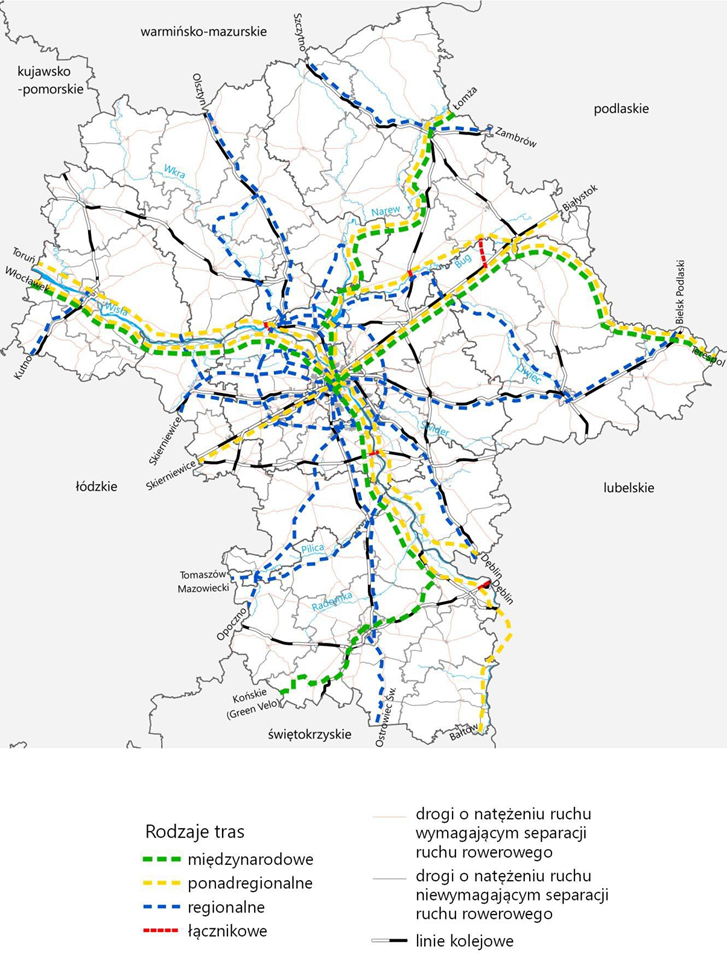 warmińsko-mazurskie
kujawsko
-pomorskie
podlaskie
Szczytno
Olsztyn
Łomża
Zambrów
Wkra
Narew
Białystok
Bug
Toruń
Włocławek
Wisła
Kutno
Bielsk Podlaski
Terespol
Liwiec
Świder
Skierniewice
Skierniewice
łódzkie
lubelskie
Pilica
Tomaszów
Mazowiecki
Radomka
Dęblin
Dęblin
Opoczno
Końskie
(Green Velo)
Ostrowiec Św.
Bałtów
świętokrzyskie
Rodzaje tras
międzynarodowe
ponadregionalne
regionalne
łącznikowe
drogi o natężeniu ruchu
wymagającym separacji
ruchu rowerowego
drogi o natężeniu ruchu
niewymagającym separacji
ruchu rowerowego
linie kolejowe